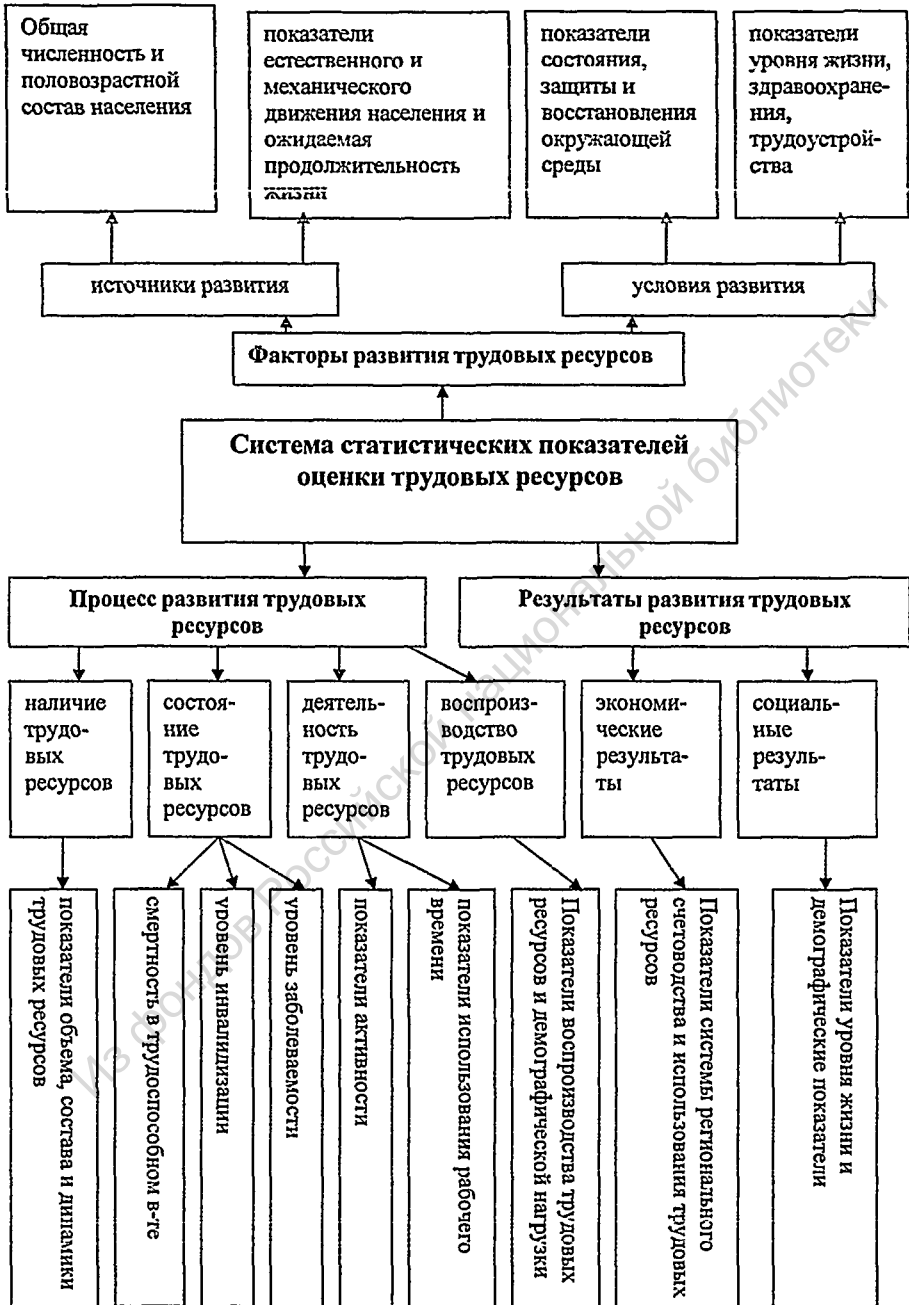 Общая
численность и
половозрастной
состав населения
показатели
естественного и
механического
движения населения и
ожидаемая
продолжительность
жизни
показатели
состояния,
защиты и
восстановления
окружающей
среды
показатели
уровня жизни,
здравоохране-
ния,
трудоустрой-
ства
источники развития
условия развития
Факторы развития трудовых ресурсов
Система статистических показателей
оценки трудовых ресурсов
Процесс развития трудовых
ресурсов
Результаты развития трудовых
ресурсов
наличие
трудо-
вых
ресурсов
состоя-
ние
трудо-
вых
ресурсов
деятель-
ность
трудо-
вых
ресурсов
воспроиз-
водство
трудовых
ресурсов
экономи-
ческие
результа-
ты
социаль-
ные
резуль-
таты
показатели объема, состава и динамики
трудовых ресурсов
смертность в трудоспособном в-те
уровень инвалидизации
уровень заболеваемости
показатели активности
показатели использования рабочего
времени
Показатели воспроизводства трудовых
ресурсов и демографической нагрузки
Показатели системы регионального
счетоводства и использования трудовых
ресурсов
Показатели уровня жизни и
демографические показатели
Из фондов Российской национальной библиотеки